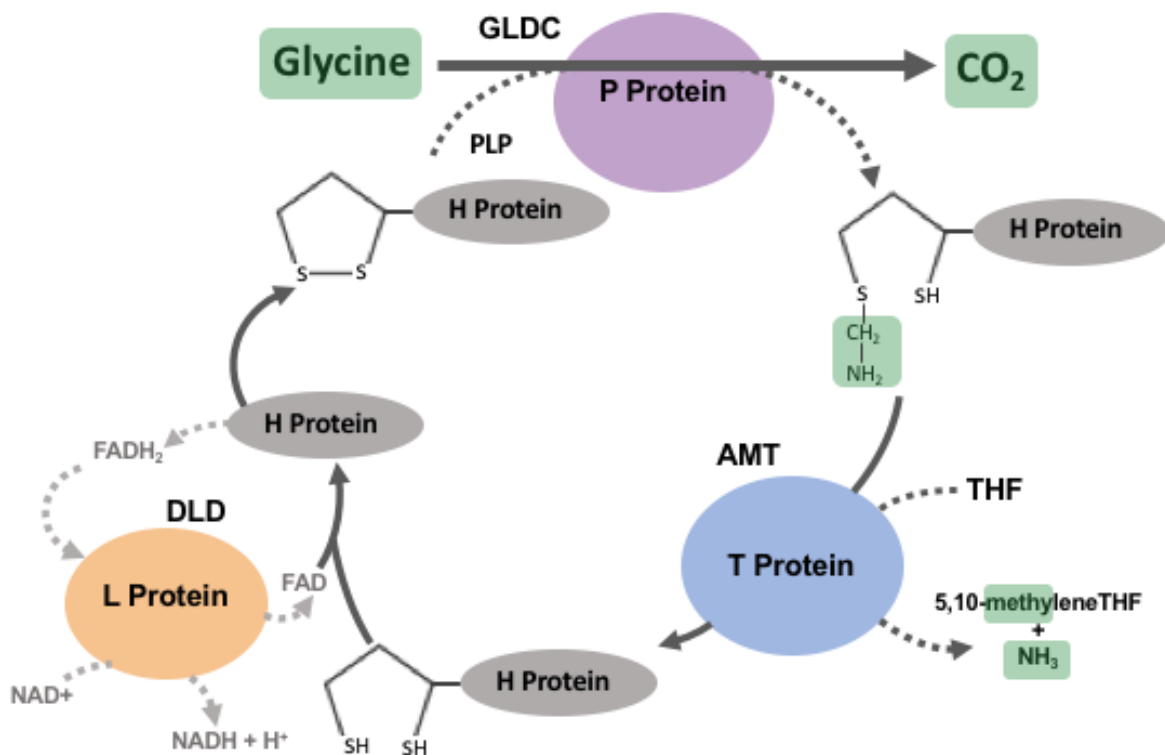 GLDC
Glycine
CO₂
P Protein
PLP
H Protein
H Protein
S
S
S
SH
CH₂
NH₂
H Protein
FADH₂
AMT
THF
DLD
T Protein
L Protein
FAD
5,10-methyleneTHF
+
NH₃
H Protein
NAD+
NADH + H⁺
SH
SH